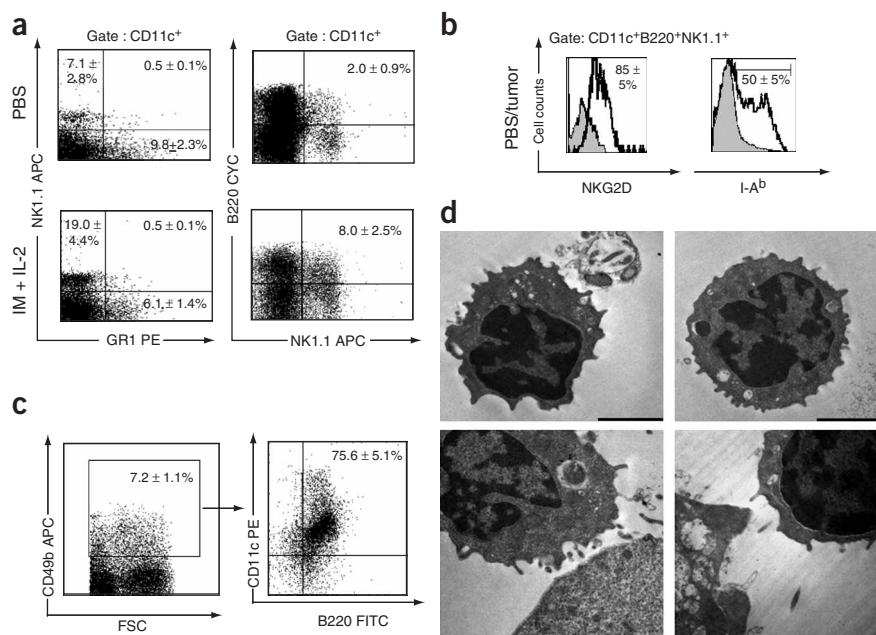 a
Gate : CD11c+
Gate : CD11c+
PBS
7.1 ±
2.8%
0.5 ± 0.1%
9.8±2.3%
2.0 ± 0.9%
NK1.1 APC
B220 CYC
IM + IL-2
19.0 ±
4.4%
0.5 ± 0.1%
6.1 ± 1.4%
8.0 ± 2.5%
GR1 PE
NK1.1 APC
b
Gate: CD11c+B220+NK1.1+
PBS/tumor
Cell counts
85 ±
5%
50 ± 5%
NKG2D
I-Ab
c
7.2 ± 1.1%
75.6 ± 5.1%
CD49b APC
CD11c PE
FSC
B220 FITC
d